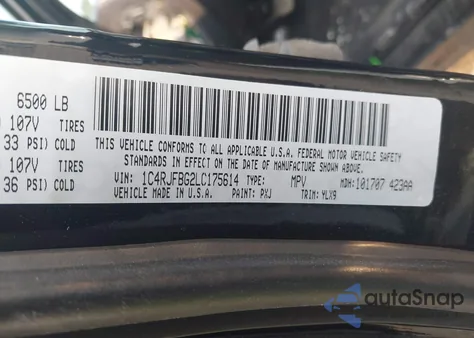 6500 LB
107V TIRES
33 PSI) COLD
107V TIRES
36 PSI) COLD
THIS VEHICLE CONFORMS TO ALL APPLICABLE U.S.A. FEDERAL MOTOR VEHICLE SAFETY
STANDARDS IN EFFECT ON THE DATE OF MANUFACTURE SHOWN ABOVE.
VIN: 1C4RJFBG2LC175614 TYPE: MPV MDH: 101707 423AA
VEHICLE MADE IN U.S.A. PAINT: PXJ TRIM: YLX9
autaSnap